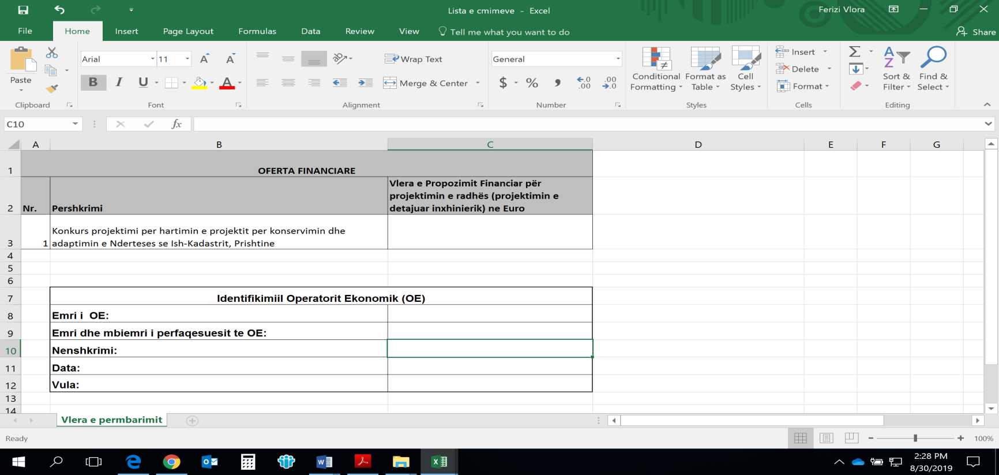 Lista e cmimeve - Excel
Ferizi Vlora
File Home Insert Page Layout Formulas Data Review View Tell me what you want to do Share
Arial 11 A A Wrap Text General Insert
Paste Conditional Format as Cell Delete Sort & Find &
B I U A Merge & Center $ % , .0 .00 .00 .0 Formatting Table Styles Format Filter Select
Clipboard Font Alignment Number Styles Cells Editing
C10 fx
A B C D E F G
1 OFERTA FINANCIARE
Vlera e Propozimit Financiar për
projektimin e radhës (projektimin e
2 Nr. Pershkrimi detajuar inxhinierik) ne Euro
Konkurs projektimi per hartimin e projektit per konservimin dhe
3 1 adaptimin e Nderteses se Ish-Kadastrit, Prishtine
4
5
6
7 Identifikimiil Operatorit Ekonomik (OE)
8 Emri i OE:
9 Emri dhe mbiemri i perfaqesuesit te OE:
10 Nenshkrimi:
11 Data:
12 Vula:
13
14
Vlera e permbarimit
Ready 100%
2:28 PM
8/30/2019